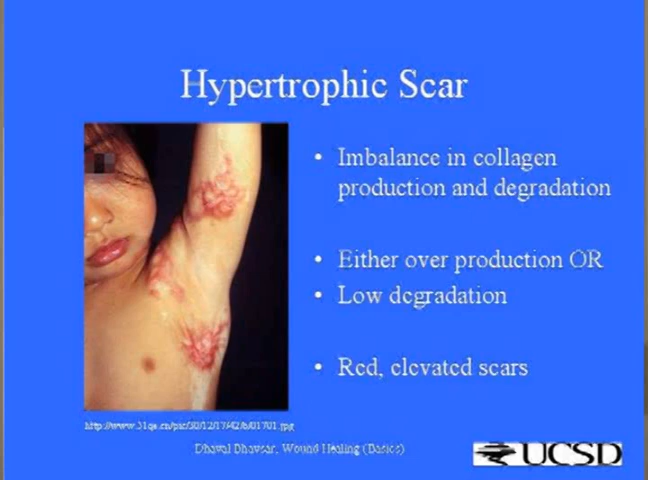 Hypertrophic Scar
• Imbalance in collagen
production and degradation
• Either over production OR
• Low degradation
• Red, elevated scars
Dhaval Bhavsar, Wound Healing (Basics)
UCSD